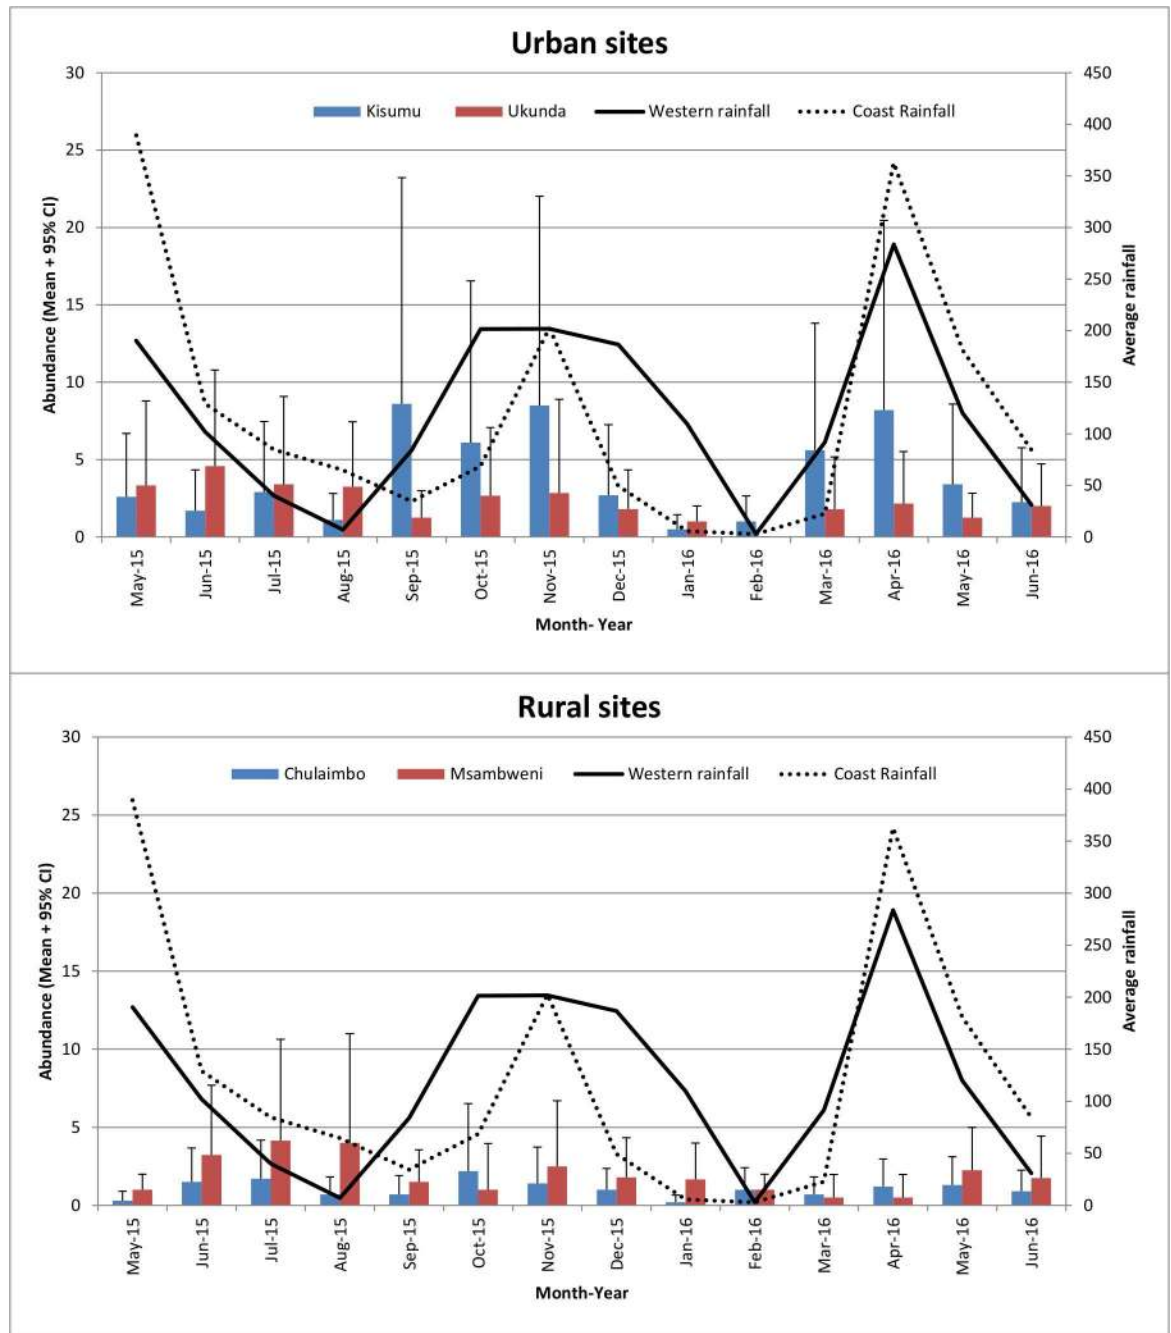 Urban sites
30 450
Kisumu Ukunda Western rainfall Coast Rainfall
400
25
350
20 300
250
15
200
10 150
100
5
50
0 0
Abundance (Mean + 95% CI)
Average rainfall
May-15 Jun-15 Jul-15 Aug-15 Sep-15 Oct-15 Nov-15 Dec-15 Jan-16 Feb-16 Mar-16 Apr-16 May-16 Jun-16
Month- Year
Rural sites
30 450
Chulaimbo Msambweni Western rainfall Coast Rainfall
400
25
350
20 300
250
15
200
10 150
100
5
50
0 0
Abundance (Mean + 95% CI)
Average rainfall
May-15 Jun-15 Jul-15 Aug-15 Sep-15 Oct-15 Nov-15 Dec-15 Jan-16 Feb-16 Mar-16 Apr-16 May-16 Jun-16
Month-Year